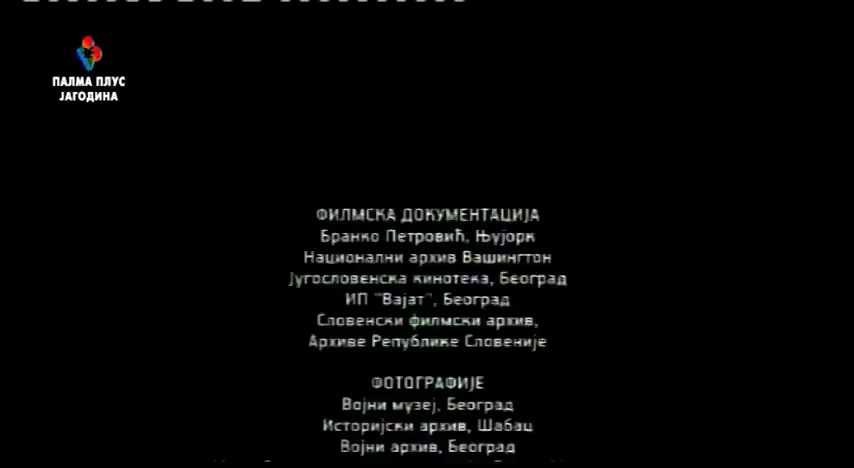 ПАЛМА ПЛУС
ЈАГОДИНА
ФИЛМСКА ДОКУМЕНТАЦИЈА
Бранко Петровић, Њујорк
Национални архив Вашингтон
Југословенска кинотека, Београд
ИП "Вајат", Београд
Словенски филмски архив,
Архиве Републике Словеније
ФОТОГРАФИЈЕ
Војни музеј, Београд
Историјски архив, Шабац
Војни архив, Београд